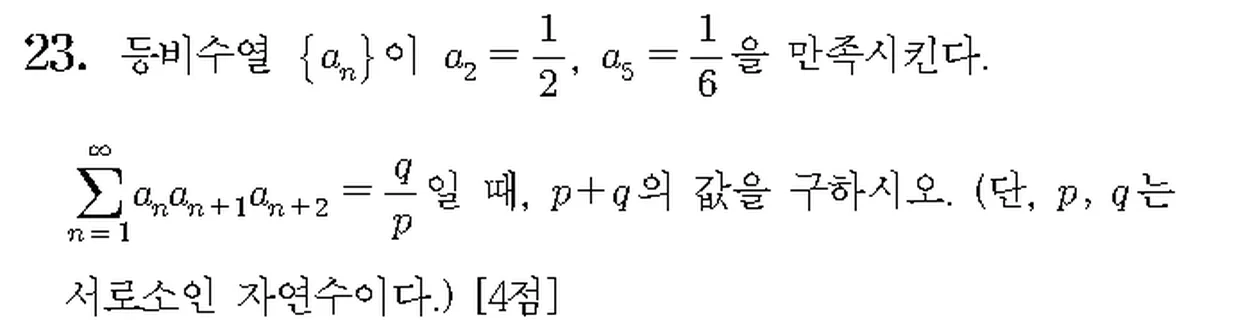 23. 등비수열 {aₙ}이 a₂ = 1/2, a₅ = 1/6을 만족시킨다.
∑_{n=1}^{∞} aₙaₙ₊₁aₙ₊₂ = q/p일 때, p+q의 값을 구하시오. (단, p, q는
서로소인 자연수이다.) [4점]